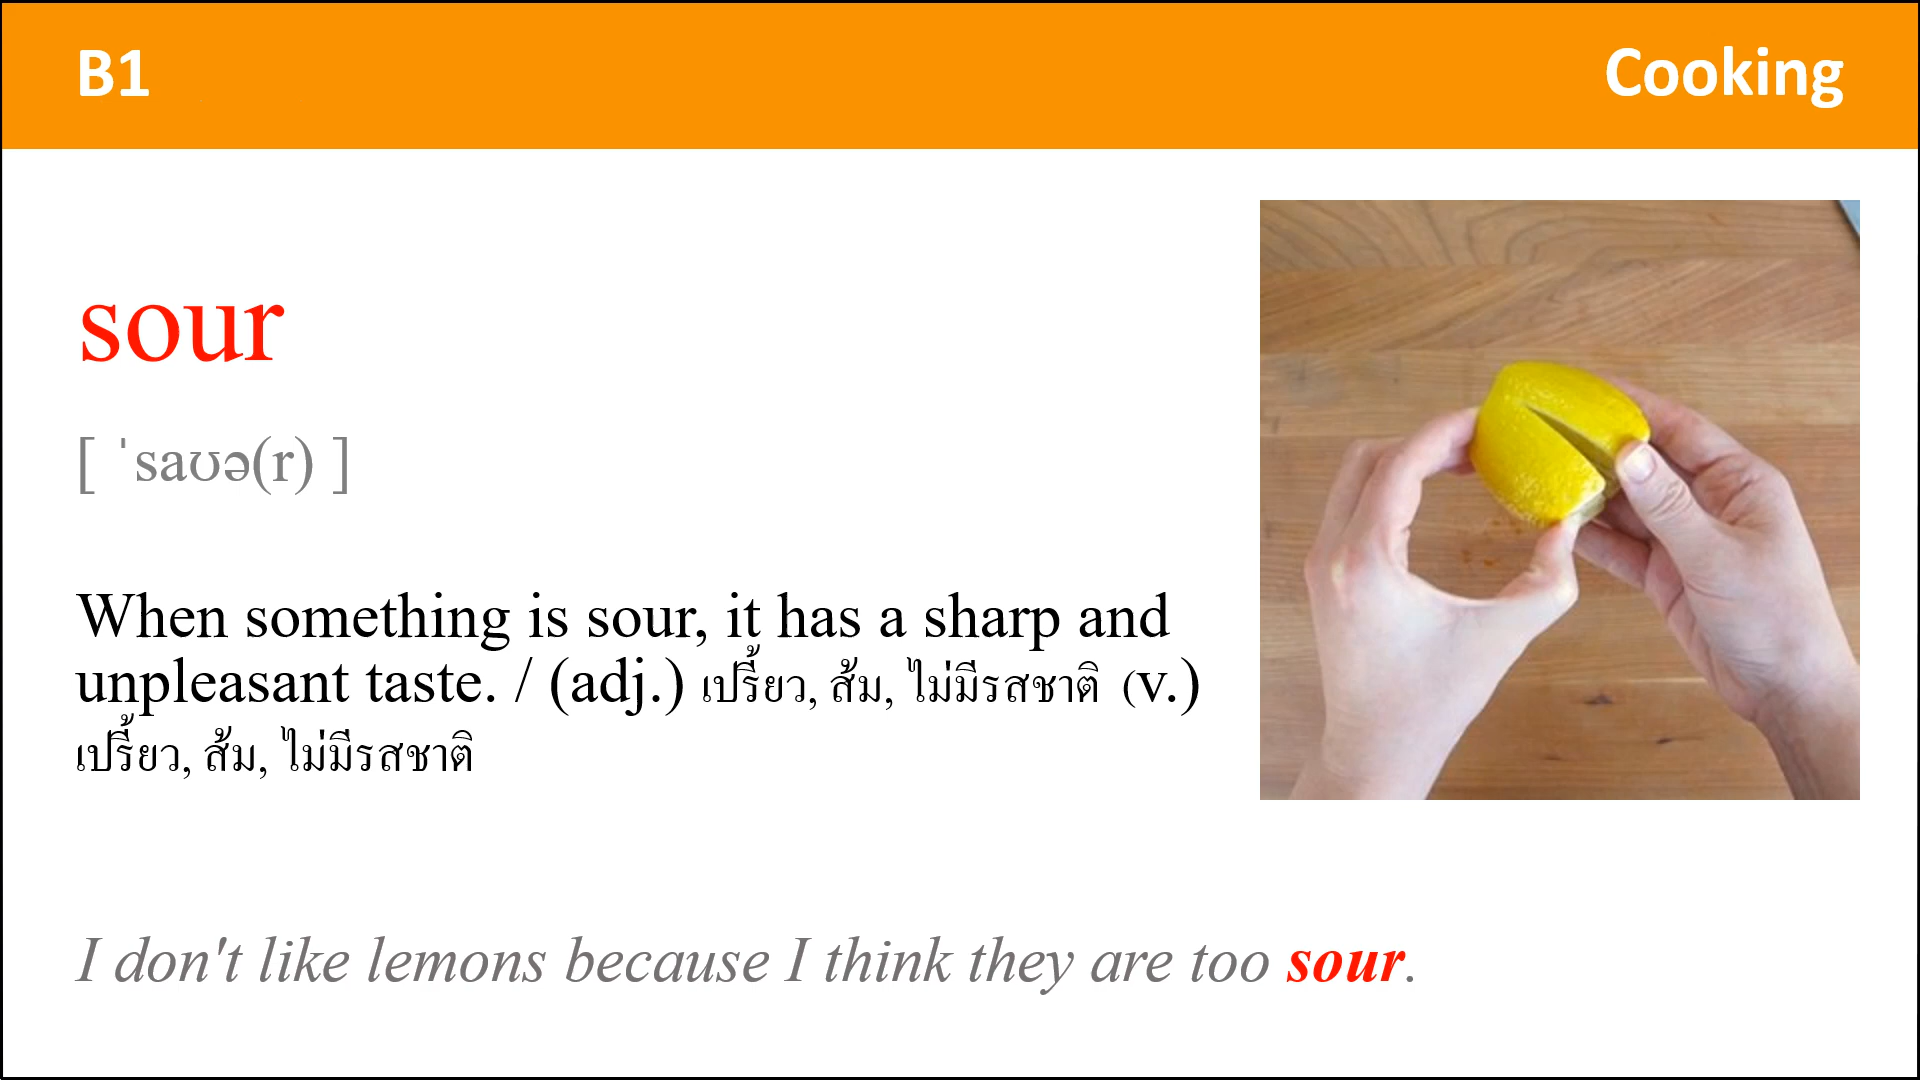 B1
Cooking
sour
[ ˈsaʊə(r) ]
When something is sour, it has a sharp and
unpleasant taste. / (adj.) เปรี้ยว, ส้ม, ไม่มีรสชาติ (v.)
เปรี้ยว, ส้ม, ไม่มีรสชาติ
I don't like lemons because I think they are too sour.